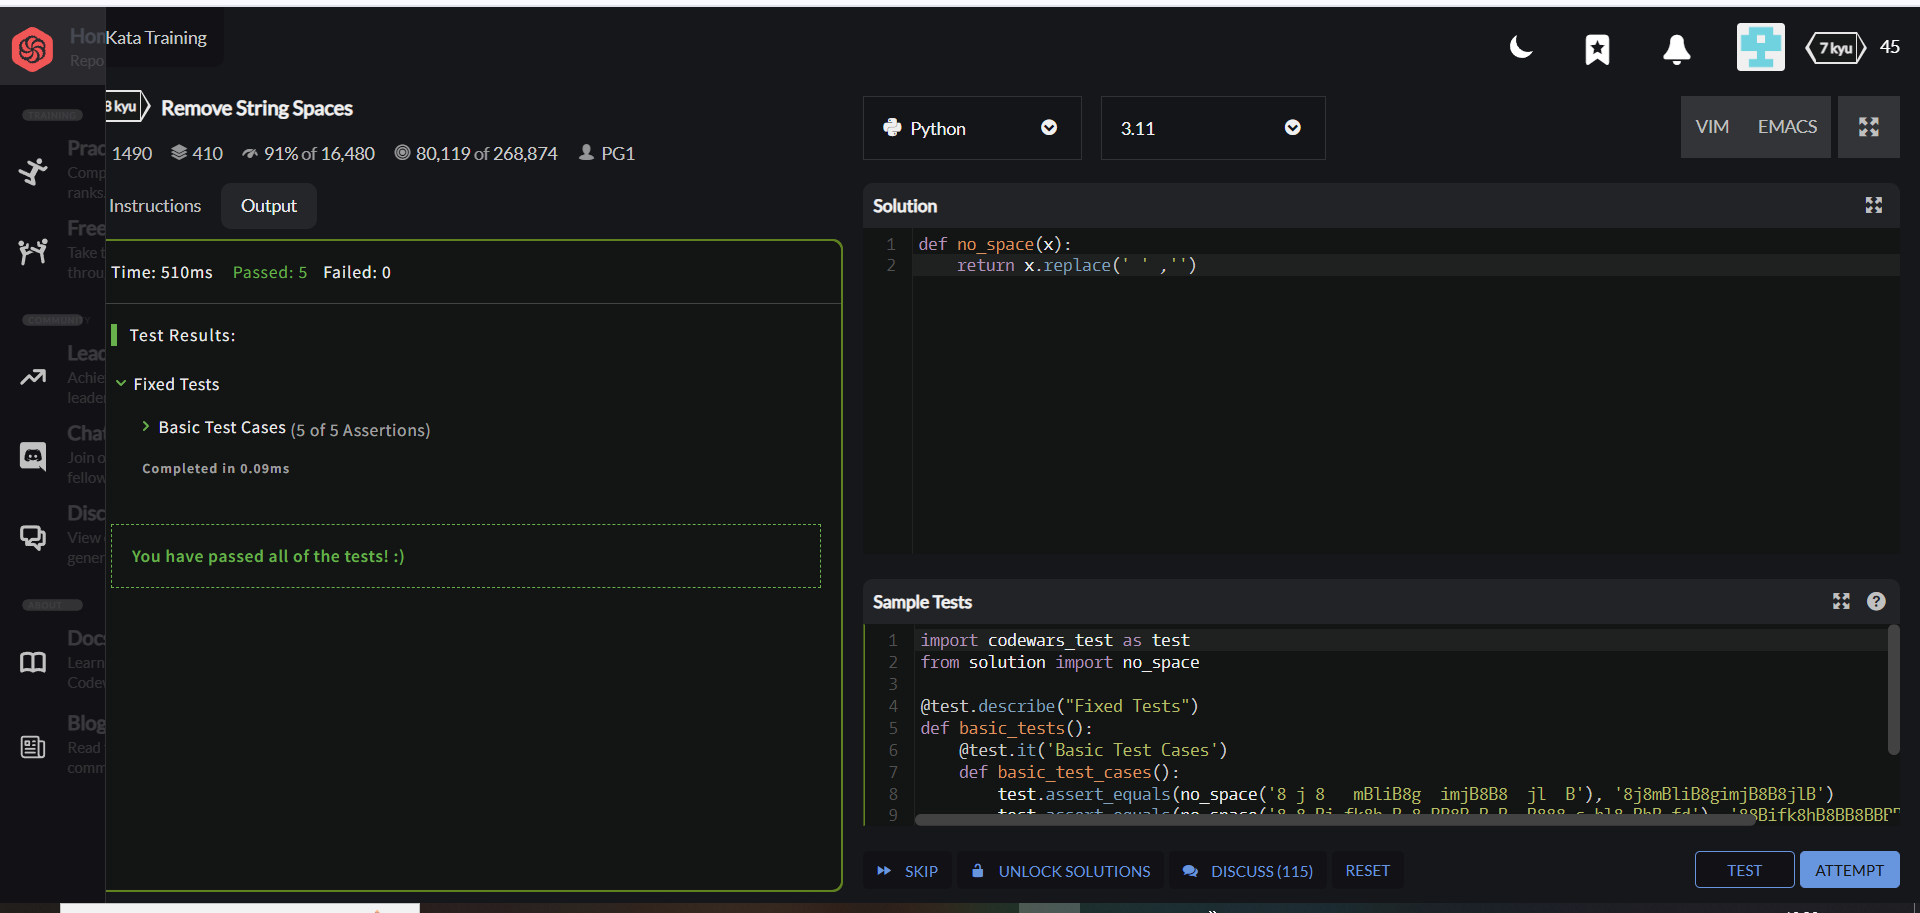 Hom
Repo
TRAINING
Prac
Comp
ranks
Free
Take t
throu
COMMUNITY
Lead
Achie
leade
Chat
Join o
fellow
Disc
View
gener
ABOUT
Docs
Learn
Codew
Blog
Read
comm
Kata Training
7 kyu 45
8 kyu Remove String Spaces
1490 410 91% of 16,480 80,119 of 268,874 PG1
Instructions Output
Time: 510ms Passed: 5 Failed: 0
Test Results:
Fixed Tests
Basic Test Cases (5 of 5 Assertions)
Completed in 0.09ms
You have passed all of the tests! :)
Python 3.11 VIM EMACS
Solution
1 def no_space(x):
2 return x.replace(' ' ,'')
Sample Tests
1 import codewars_test as test
2 from solution import no_space
3
4 @test.describe("Fixed Tests")
5 def basic_tests():
6 @test.it('Basic Test Cases')
7 def basic_test_cases():
8 test.assert_equals(no_space('8 j 8   mBliB8g  imjB8B8  jl  B'), '8j8mBliB8gimjB8B8jlB')
9
SKIP UNLOCK SOLUTIONS DISCUSS (115) RESET TEST ATTEMPT